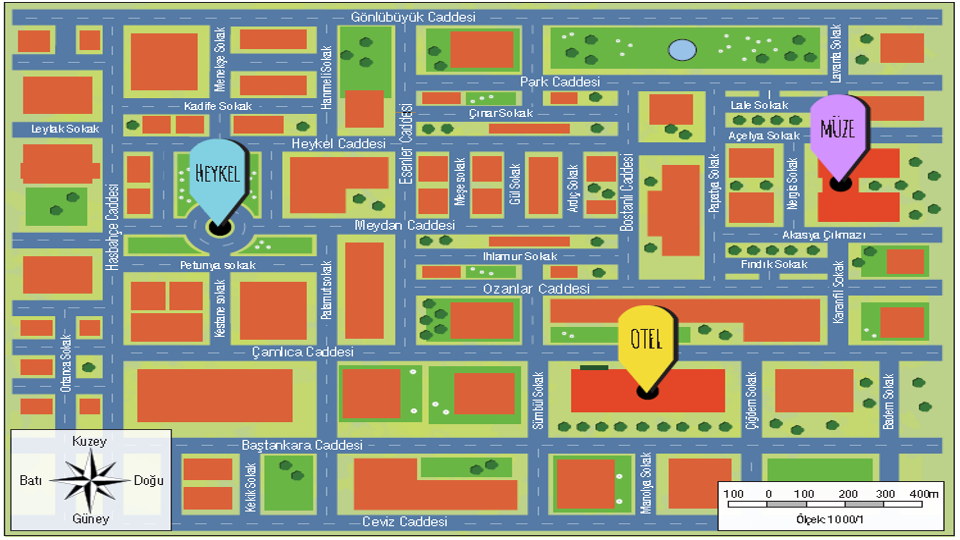 Gönlübüyük Caddesi
Menekşe Sokak
Hanımeli Sokak
Lavanta Sokak
Park Caddesi
Kadife Sokak
Esenler Caddesi
Çınar Sokak
Lale Sokak
Leylak Sokak
Açelya Sokak
MÜZE
Heykel Caddesi
HEYKEL
Hasbahçe Caddesi
Meşe Sokak
Gül Sokak
Ardıç Sokak
Bostanlı Caddesi
Papatya Sokak
Nergis Sokak
Meydan Caddesi
Akasya Çıkmazı
Petunya sokak
Ihlamur Sokak
Fındık Sokak
Kestane sokak
Palamut sokak
Ozanlar Caddesi
Karanfil Sokak
OTEL
Ortanca Sokak
Çamlıca Caddesi
Sümbül Sokak
Çiğdem Sokak
Badem Sokak
Baştankara Caddesi
Kuzey
Batı
Doğu
Güney
Kekik Sokak
Manolya Sokak
Ceviz Caddesi
100 0 100 200 300 400m
Ölçek: 1000/1